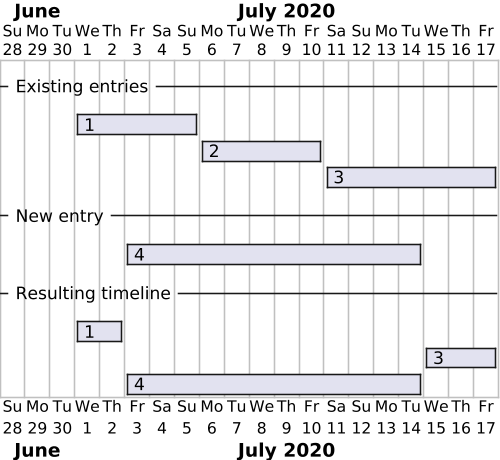 June July 2020
Su Mo Tu We Th Fr Sa Su Mo Tu We Th Fr Sa Su Mo Tu We Th Fr
28 29 30 1 2 3 4 5 6 7 8 9 10 11 12 13 14 15 16 17
Existing entries
1
2
3
New entry
4
Resulting timeline
1
3
4
Su Mo Tu We Th Fr Sa Su Mo Tu We Th Fr Sa Su Mo Tu We Th Fr
28 29 30 1 2 3 4 5 6 7 8 9 10 11 12 13 14 15 16 17
June July 2020